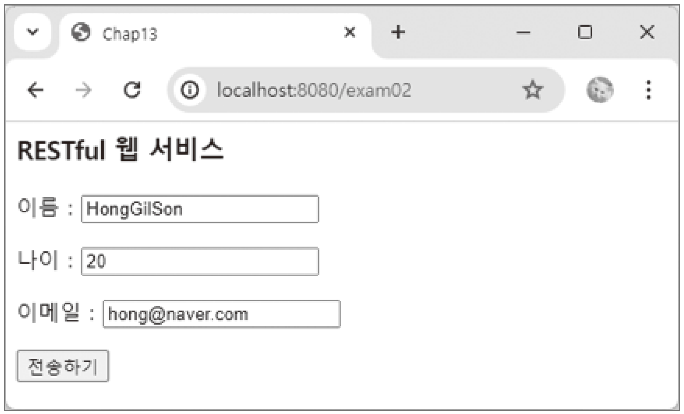 Chap13
localhost:8080/exam02
RESTful 웹 서비스
이름 : HongGilSon
나이 : 20
이메일 : hong@naver.com
전송하기